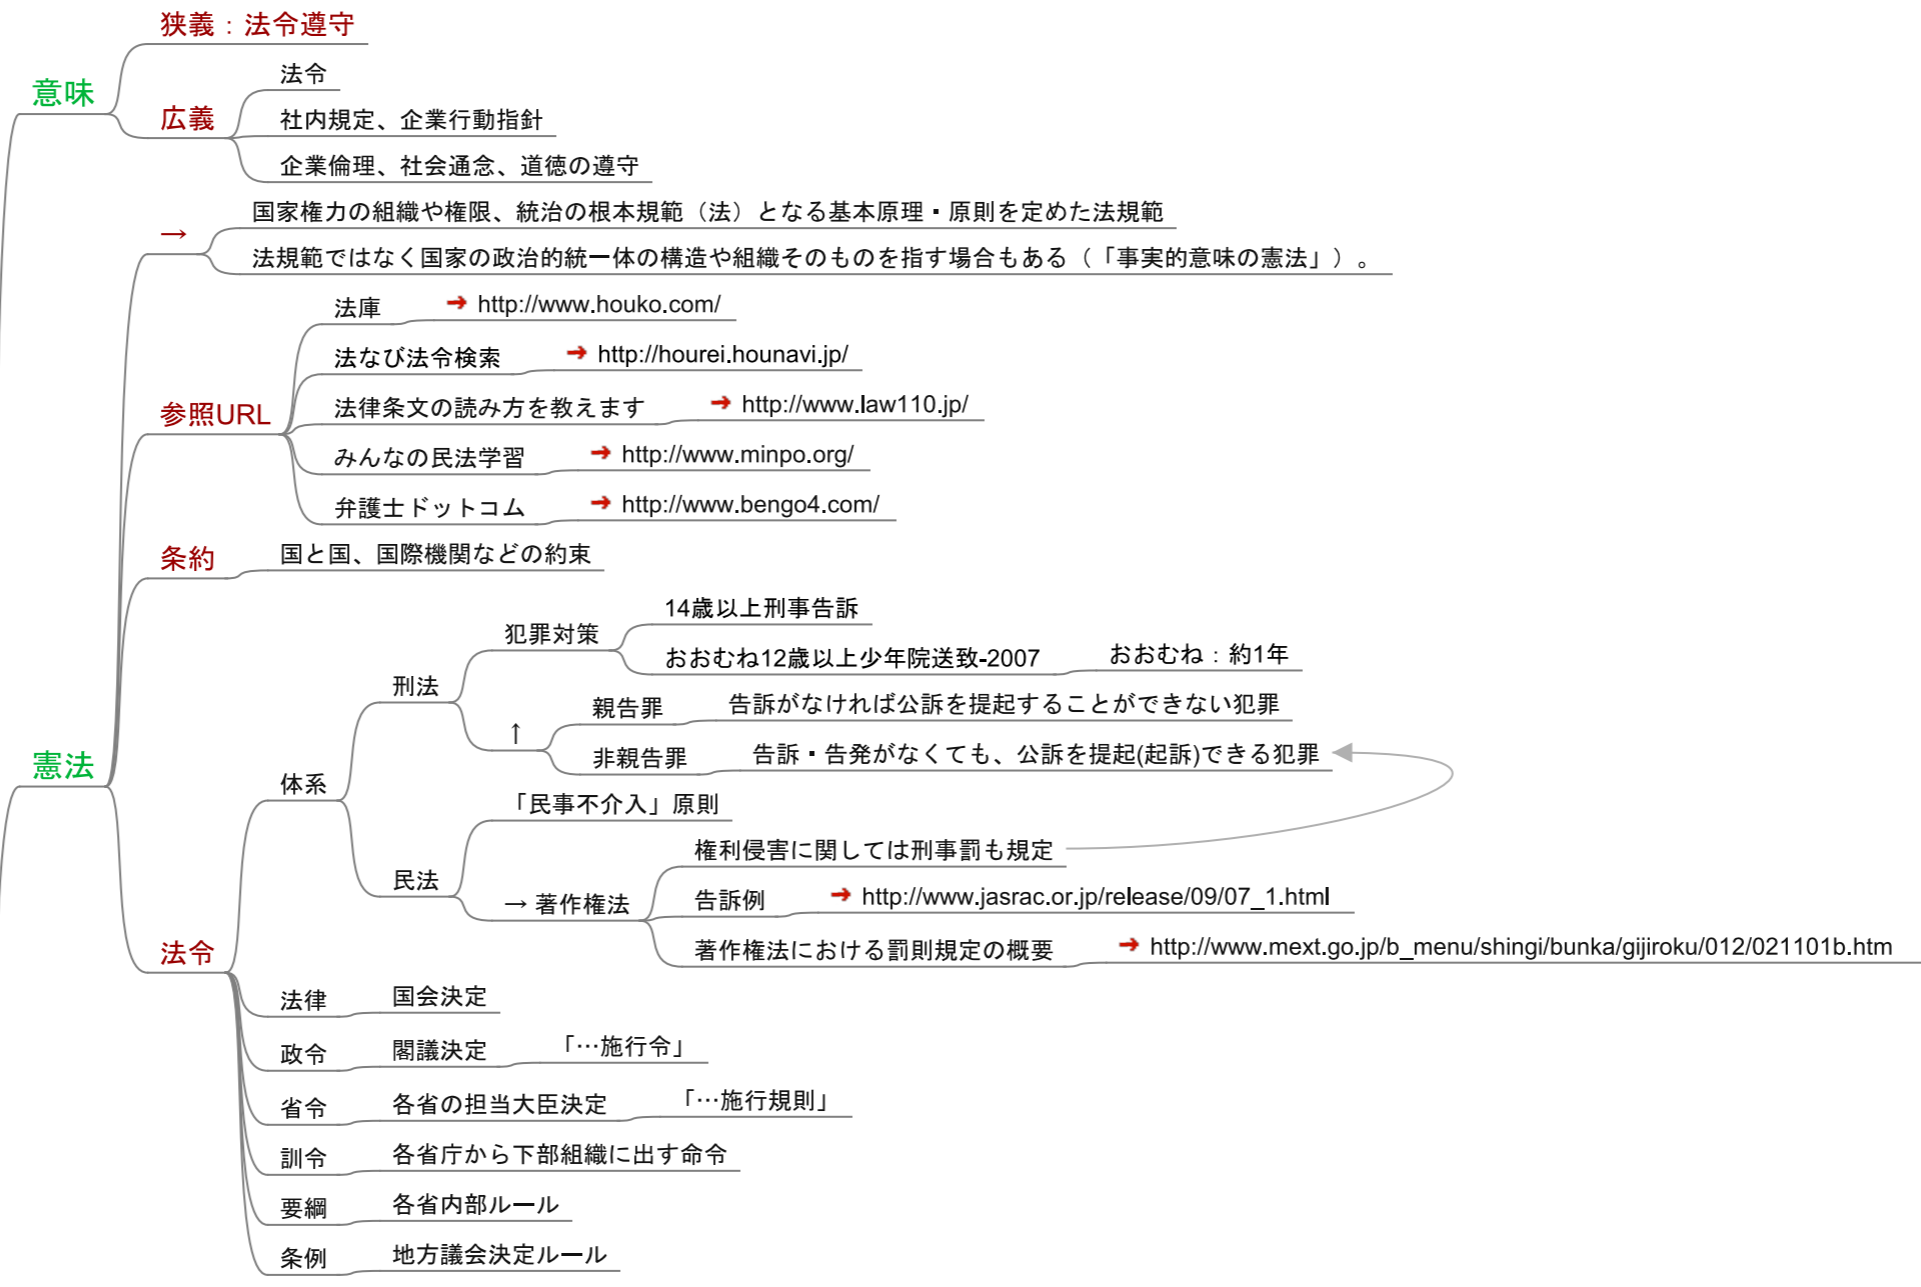 意味
狭義：法令遵守
広義
法令
社内規定、企業行動指針
企業倫理、社会通念、道徳の遵守
憲法
→
国家権力の組織や権限、統治の根本規範（法）となる基本原理・原則を定めた法規範
法規範ではなく国家の政治的統一体の構造や組織そのものを指す場合もある（「事実的意味の憲法」）。
参照URL
法庫 → http://www.houko.com/
法なび法令検索 → http://hourei.hounavi.jp/
法律条文の読み方を教えます → http://www.law110.jp/
みんなの民法学習 → http://www.minpo.org/
弁護士ドットコム → http://www.bengo4.com/
条約 国と国、国際機関などの約束
法令
体系
刑法
犯罪対策
14歳以上刑事告訴
おおむね12歳以上少年院送致-2007 おおむね：約1年
↑
親告罪 告訴がなければ公訴を提起することができない犯罪
非親告罪 告訴・告発がなくても、公訴を提起(起訴)できる犯罪
民法
「民事不介入」原則
→ 著作権法
権利侵害に関しては刑事罰も規定
告訴例 → http://www.jasrac.or.jp/release/09/07_1.html
著作権法における罰則規定の概要 → http://www.mext.go.jp/b_menu/shingi/bunka/gijiroku/012/021101b.htm
法律 国会決定
政令 閣議決定 「…施行令」
省令 各省の担当大臣決定 「…施行規則」
訓令 各省庁から下部組織に出す命令
要綱 各省内部ルール
条例 地方議会決定ルール